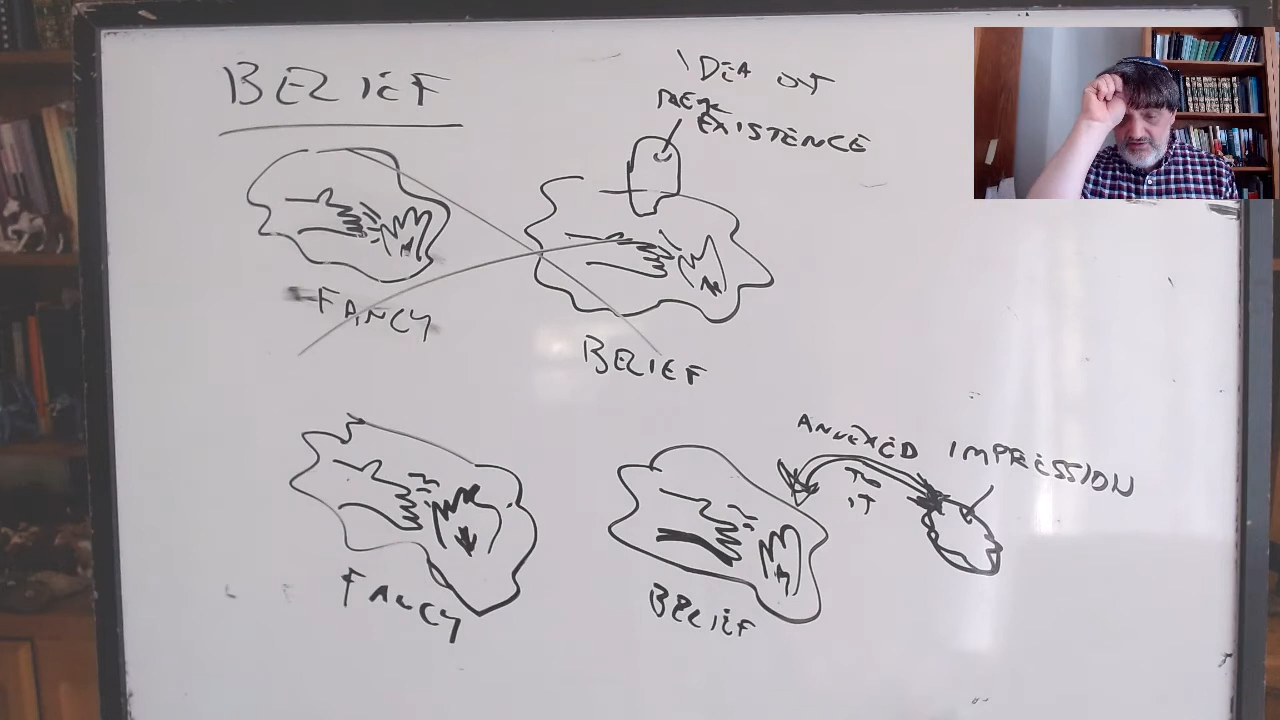 BELIEF
IDEA OF
REAL EXISTENCE
FANCY
BELIEF
ANNEXED IMPRESSION
TO
IT
FANCY
BELIEF